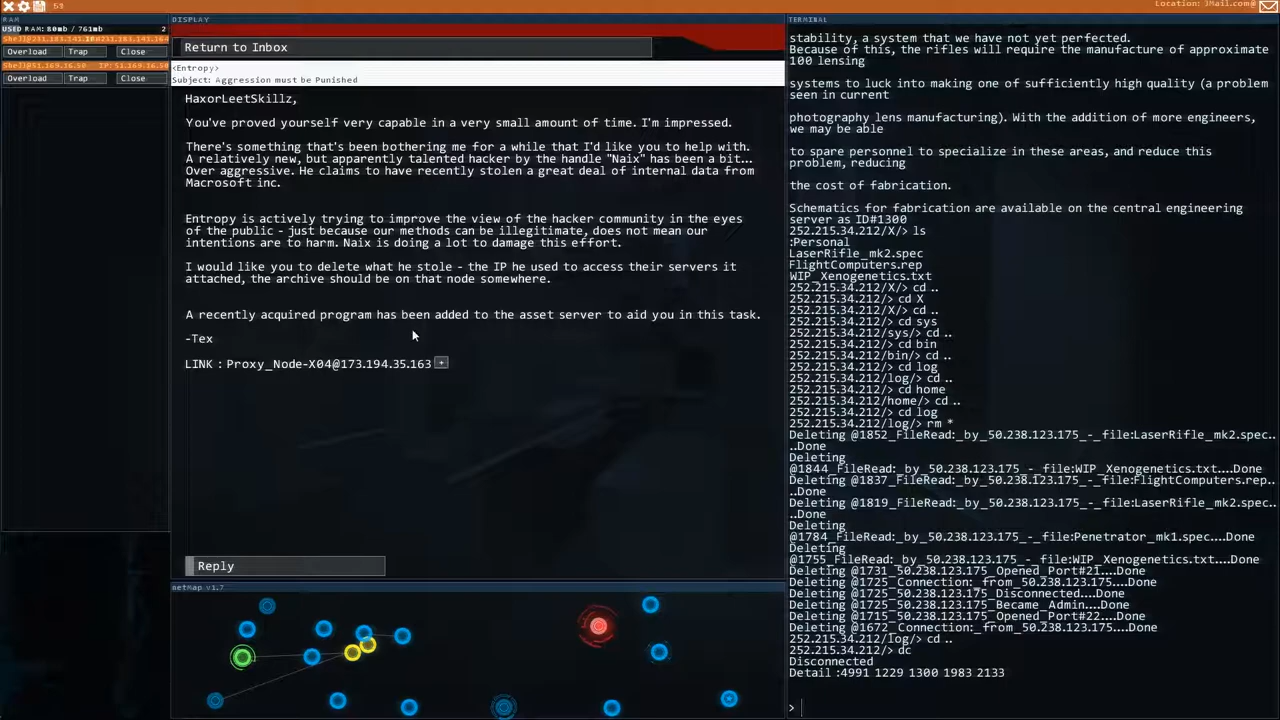 59
Location: JMail.com@
RAM
USED RAM: 80mb / 761mb 2
Overload Trap Close
Shell@51.169.16.50 IP: 51.169.16.50
Overload Trap Close
DISPLAY
Return to Inbox
<Entropy>
Subject: Aggression must be Punished
HaxorLeetSkillz,
You've proved yourself very capable in a very small amount of time. I'm impressed.
There's something that's been bothering me for a while that I'd like you to help with.
A relatively new, but apparently talented hacker by the handle "Naix" has been a bit...
Over aggressive. He claims to have recently stolen a great deal of internal data from
Macrosoft inc.
Entropy is actively trying to improve the view of the hacker community in the eyes
of the public - just because our methods can be illegitimate, does not mean our
intentions are to harm. Naix is doing a lot to damage this effort.
I would like you to delete what he stole - the IP he used to access their servers it
attached, the archive should be on that node somewhere.
A recently acquired program has been added to the asset server to aid you in this task.
-Tex
LINK : Proxy_Node-X04@173.194.35.163 +
Reply
netMap v1.7
TERMINAL
stability, a system that we have not yet perfected.
Because of this, the rifles will require the manufacture of approximate
100 lensing
systems to luck into making one of sufficiently high quality (a problem
seen in current
photography lens manufacturing). With the addition of more engineers,
we may be able
to spare personnel to specialize in these areas, and reduce this
problem, reducing
the cost of fabrication.
Schematics for fabrication are available on the central engineering
server as ID#1300
252.215.34.212/X/> ls
:Personal
LaserRifle_mk2.spec
FlightComputers.rep
WIP_Xenogenetics.txt
252.215.34.212/X/> cd ..
252.215.34.212/> cd X
252.215.34.212/X/> cd ..
252.215.34.212/> cd sys
252.215.34.212/sys/> cd ..
252.215.34.212/> cd bin
252.215.34.212/bin/> cd ..
252.215.34.212/> cd log
252.215.34.212/log/> cd ..
252.215.34.212/> cd home
252.215.34.212/home/> cd ..
252.215.34.212/> cd log
252.215.34.212/log/> rm *
Deleting @1852_FileRead:_by_50.238.123.175_-_file:LaserRifle_mk2.spec..
..Done
Deleting
@1844_FileRead:_by_50.238.123.175_-_file:WIP_Xenogenetics.txt....Done
Deleting @1837_FileRead:_by_50.238.123.175_-_file:FlightComputers.rep..
..Done
Deleting @1819_FileRead:_by_50.238.123.175_-_file:LaserRifle_mk2.spec..
..Done
Deleting
@1784_FileRead:_by_50.238.123.175_-_file:Penetrator_mk1.spec....Done
Deleting
@1755_FileRead:_by_50.238.123.175_-_file:WIP_Xenogenetics.txt....Done
Deleting @1731_50.238.123.175_Opened_Port#21....Done
Deleting @1725_Connection:_from_50.238.123.175....Done
Deleting @1725_50.238.123.175_Disconnected....Done
Deleting @1725_50.238.123.175_Became_Admin....Done
Deleting @1715_50.238.123.175_Opened_Port#22....Done
Deleting @1672_Connection:_from_50.238.123.175....Done
252.215.34.212/log/> cd ..
252.215.34.212/> dc
Disconnected
Detail :4991 1229 1300 1983 2133
>